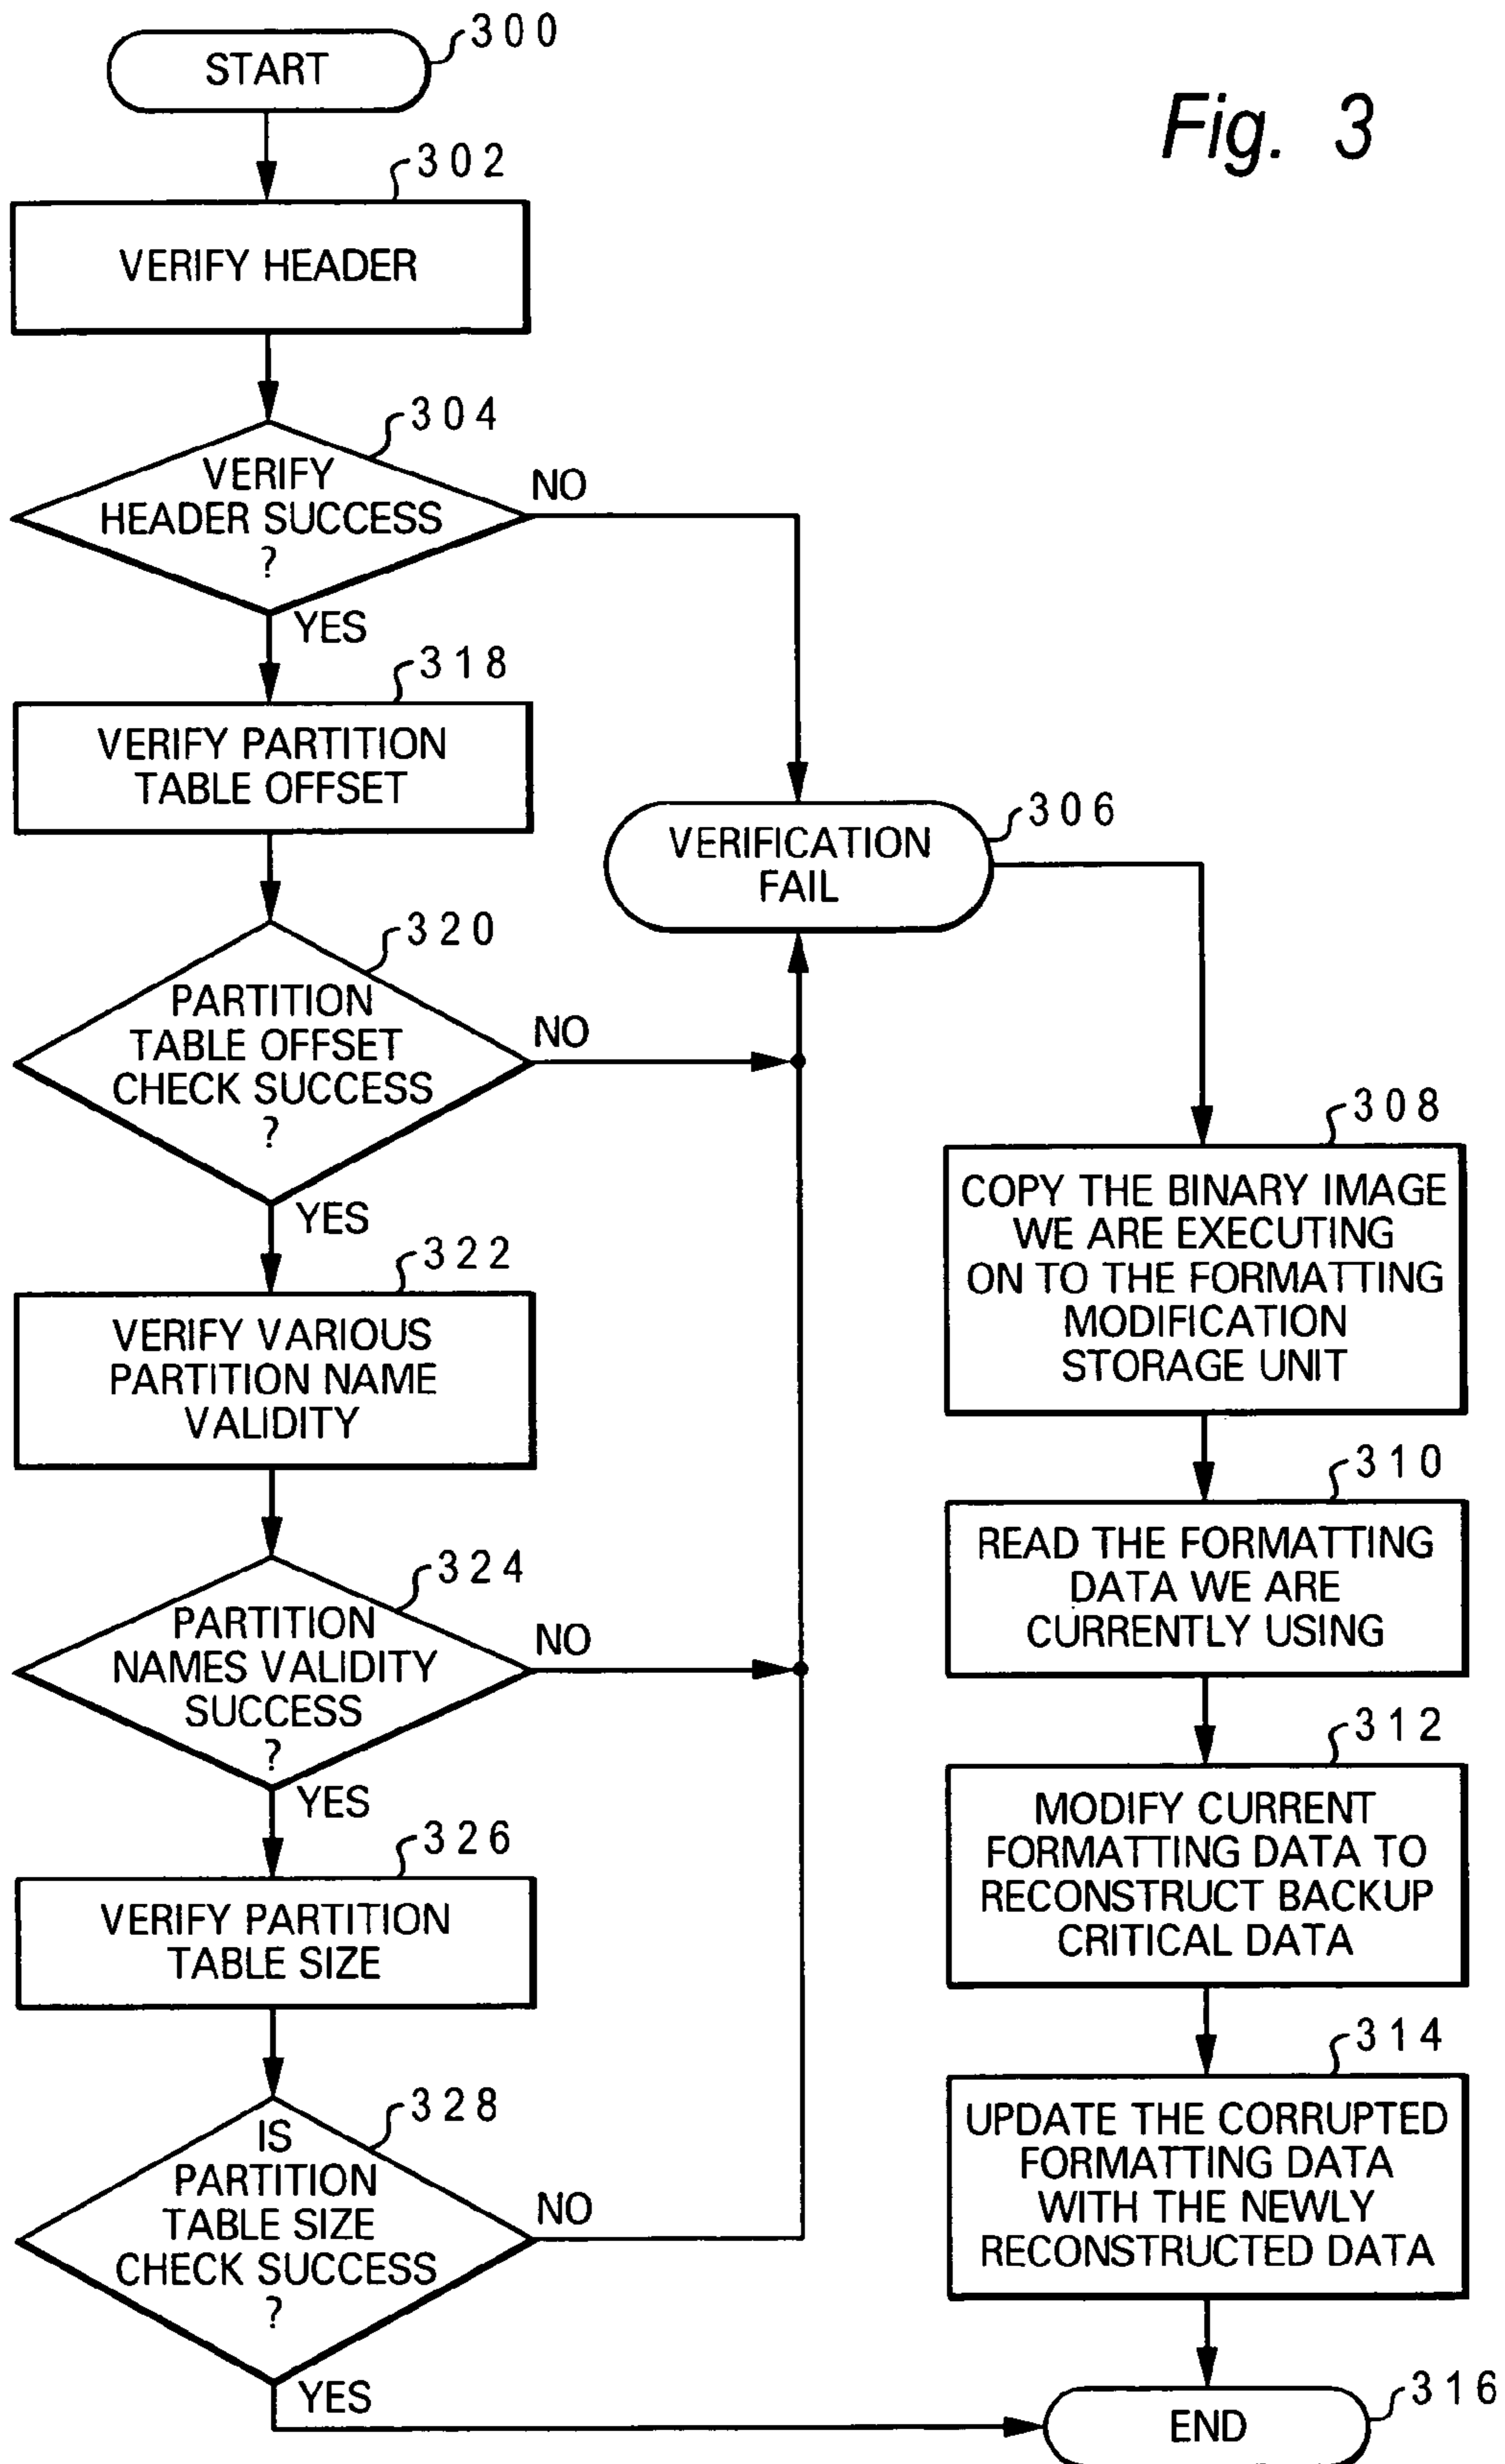 Fig. 3
300
START
302
VERIFY HEADER
304
VERIFY
HEADER SUCCESS
?
NO
YES
318
VERIFY PARTITION
TABLE OFFSET
320
PARTITION
TABLE OFFSET
CHECK SUCCESS
?
NO
YES
322
VERIFY VARIOUS
PARTITION NAME
VALIDITY
324
PARTITION
NAMES VALIDITY
SUCCESS
?
NO
YES
326
VERIFY PARTITION
TABLE SIZE
328
IS
PARTITION
TABLE SIZE
CHECK SUCCESS
?
NO
YES
306
VERIFICATION
FAIL
308
COPY THE BINARY IMAGE
WE ARE EXECUTING
ON TO THE FORMATTING
MODIFICATION
STORAGE UNIT
310
READ THE FORMATTING
DATA WE ARE
CURRENTLY USING
312
MODIFY CURRENT
FORMATTING DATA TO
RECONSTRUCT BACKUP
CRITICAL DATA
314
UPDATE THE CORRUPTED
FORMATTING DATA
WITH THE NEWLY
RECONSTRUCTED DATA
316
END